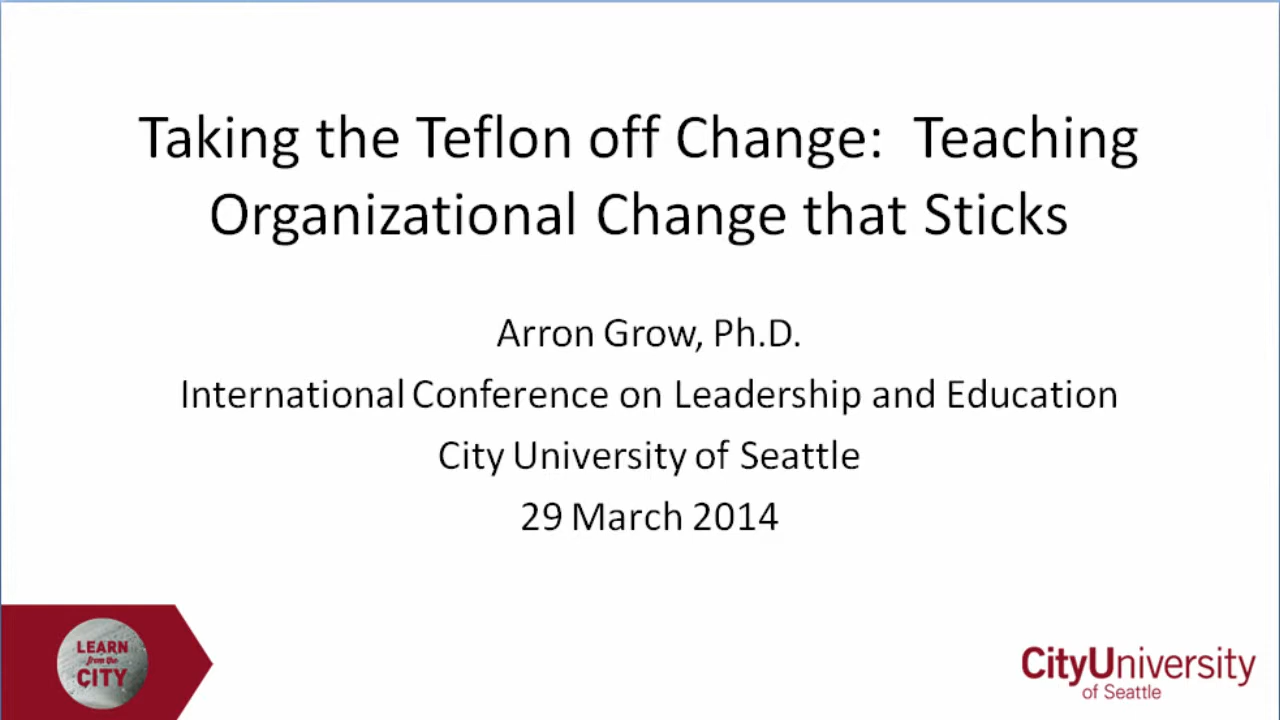 Taking the Teflon off Change:  Teaching
Organizational Change that Sticks
Arron Grow, Ph.D.
International Conference on Leadership and Education
City University of Seattle
29 March 2014
LEARN
from the
CITY
CityUniversity
of Seattle